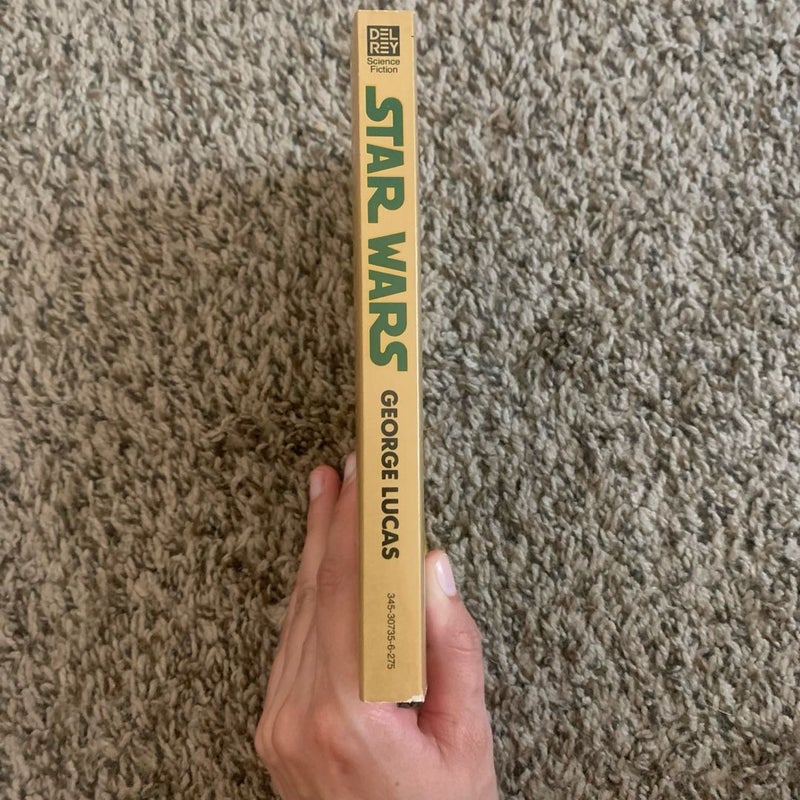 DEL
REY
Science
Fiction
STAR WARS
GEORGE LUCAS
345-30735-6-275